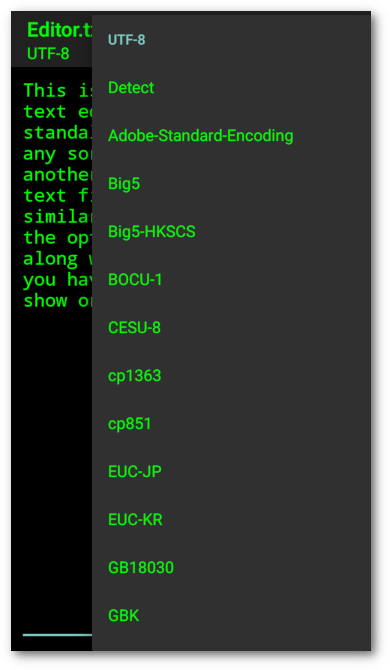 Editor.t
UTF-8
This is
text e
standa
any so
another
text f
simila
the op
along
you hav
show o
UTF-8
Detect
Adobe-Standard-Encoding
Big5
Big5-HKSCS
BOCU-1
CESU-8
cp1363
cp851
EUC-JP
EUC-KR
GB18030
GBK